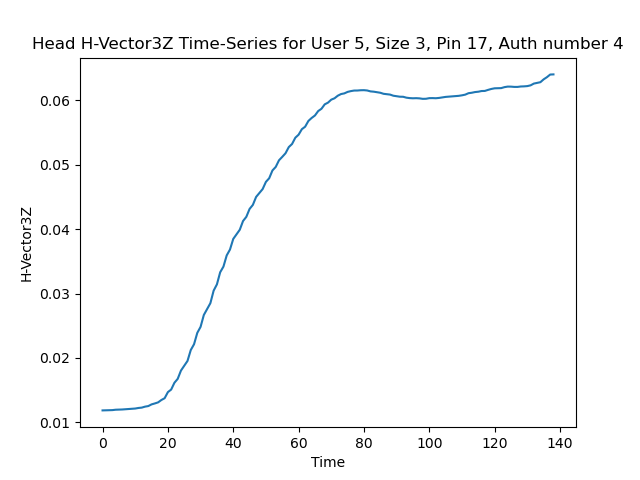 Head H-Vector3Z Time-Series for User 5, Size 3, Pin 17, Auth number 4
H-Vector3Z
0.06
0.05
0.04
0.03
0.02
0.01
0 20 40 60 80 100 120 140
Time